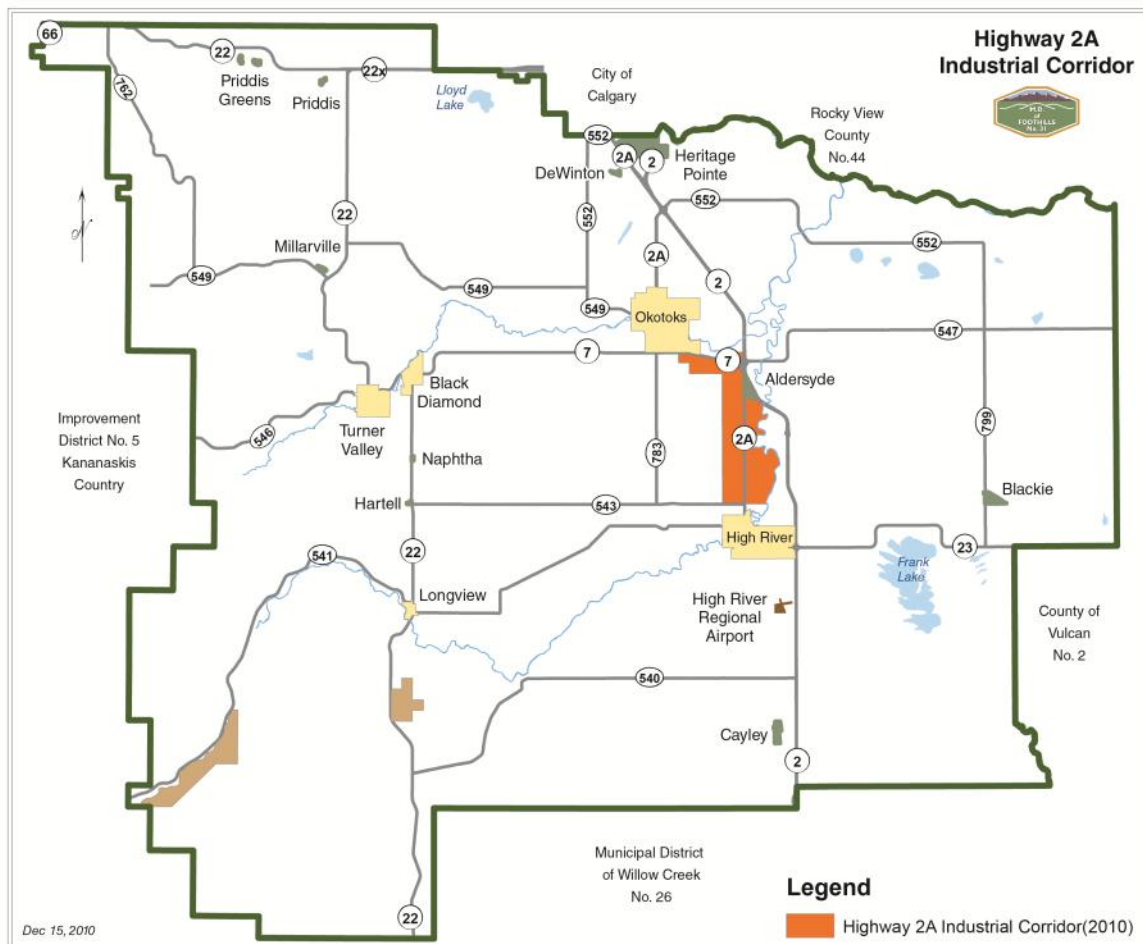 Highway 2A
Industrial Corridor
M.D.
of
FOOTHILLS
No. 31
66
22
Priddis
Greens
Priddis
22x
Lloyd
Lake
City of
Calgary
Rocky View
County
No.44
762
552
2A
2
Heritage
Pointe
DeWinton
552
552
552
22
N
Millarville
549
549
549
2A
2
Okotoks
547
7
7
Aldersyde
Black
Diamond
Improvement
District No. 5
Kananaskis
Country
546
Turner
Valley
Naphtha
783
2A
799
Hartell
543
Blackie
High River
541
22
23
Frank
Lake
Longview
High River
Regional
Airport
County of
Vulcan
No. 2
540
Cayley
2
Municipal District
of Willow Creek
No. 26
22
Legend
Highway 2A Industrial Corridor(2010)
Dec 15, 2010